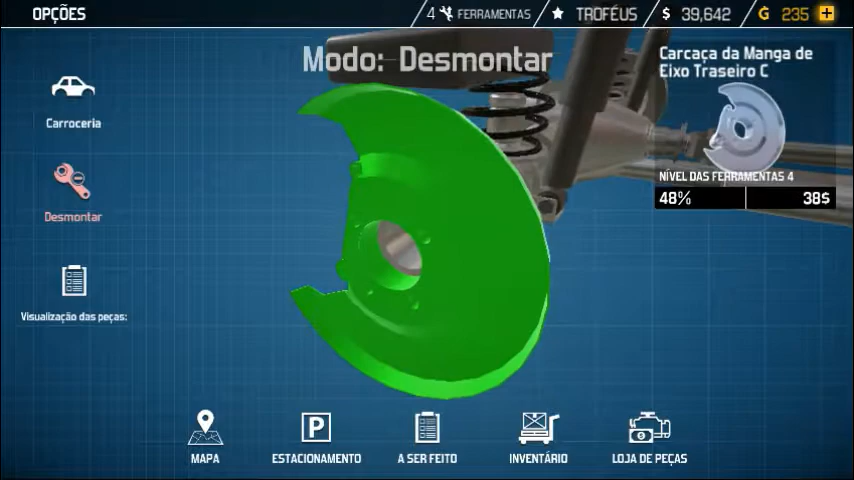 OPÇÕES
4 FERRAMENTAS
TROFÉUS
$ 39,642
G 235 +
Modo: Desmontar
Carcaça da Manga de
Eixo Traseiro C
NÍVEL DAS FERRAMENTAS 4
48%
38$
Carroceria
Desmontar
Visualização das peças:
P
MAPA
ESTACIONAMENTO
A SER FEITO
INVENTÁRIO
LOJA DE PEÇAS